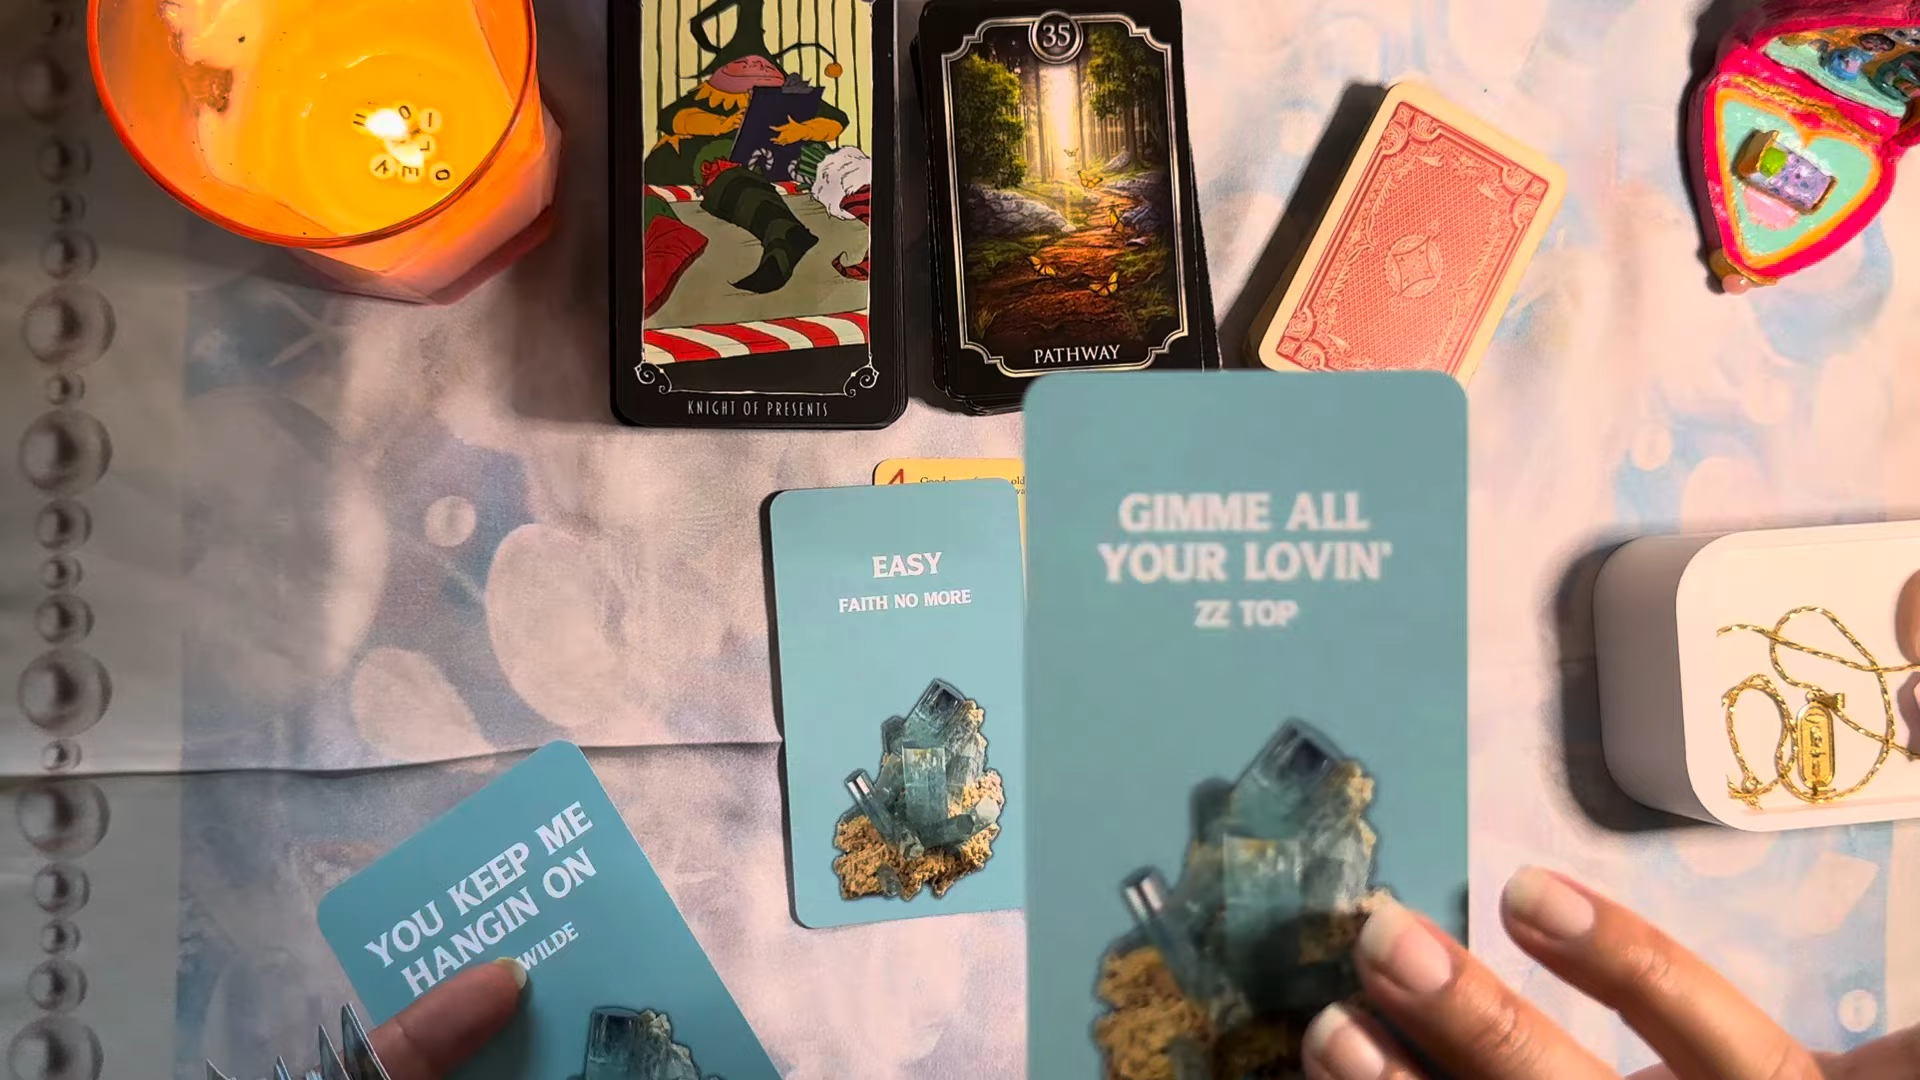 35
PATHWAY
KNIGHT OF PRESENTS
4
EASY
FAITH NO MORE
GIMME ALL
YOUR LOVIN'
ZZ TOP
YOU KEEP ME
HANGIN ON
WILDE